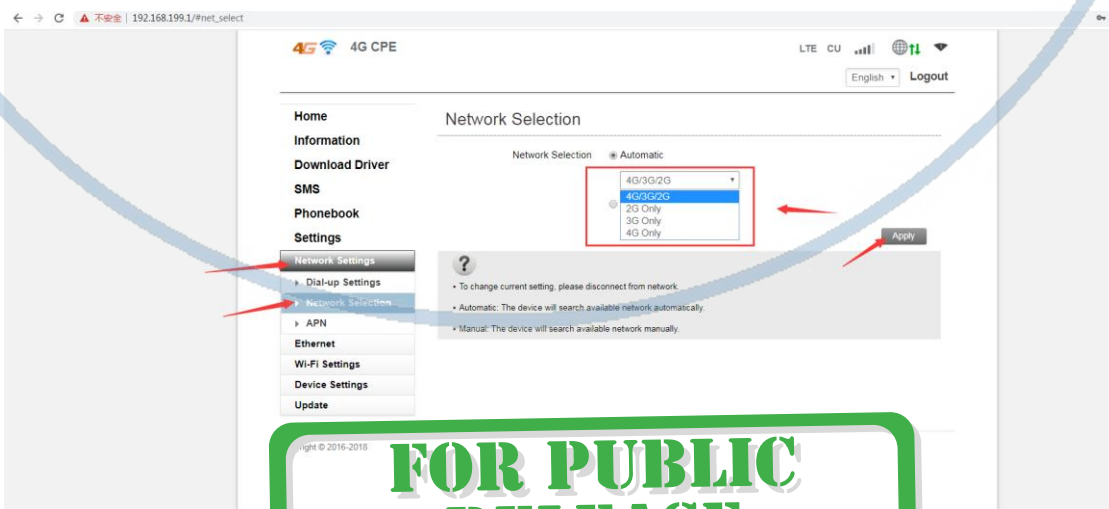 不安全 | 192.168.199.1/#net_select
4G 4G CPE
LTE CU
English Logout
Home
Information
Download Driver
SMS
Phonebook
Settings
Network Settings
Dial-up Settings
Network Selection
APN
Ethernet
Wi-Fi Settings
Device Settings
Update
Network Selection
Network Selection Automatic
4G/3G/2G
4G/3G/2G
2G Only
3G Only
4G Only
Apply
?
• To change current setting, please disconnect from network.
• Automatic: The device will search available network automatically.
• Manual: The device will search available network manually.
© 2016-2018
FOR PUBLIC